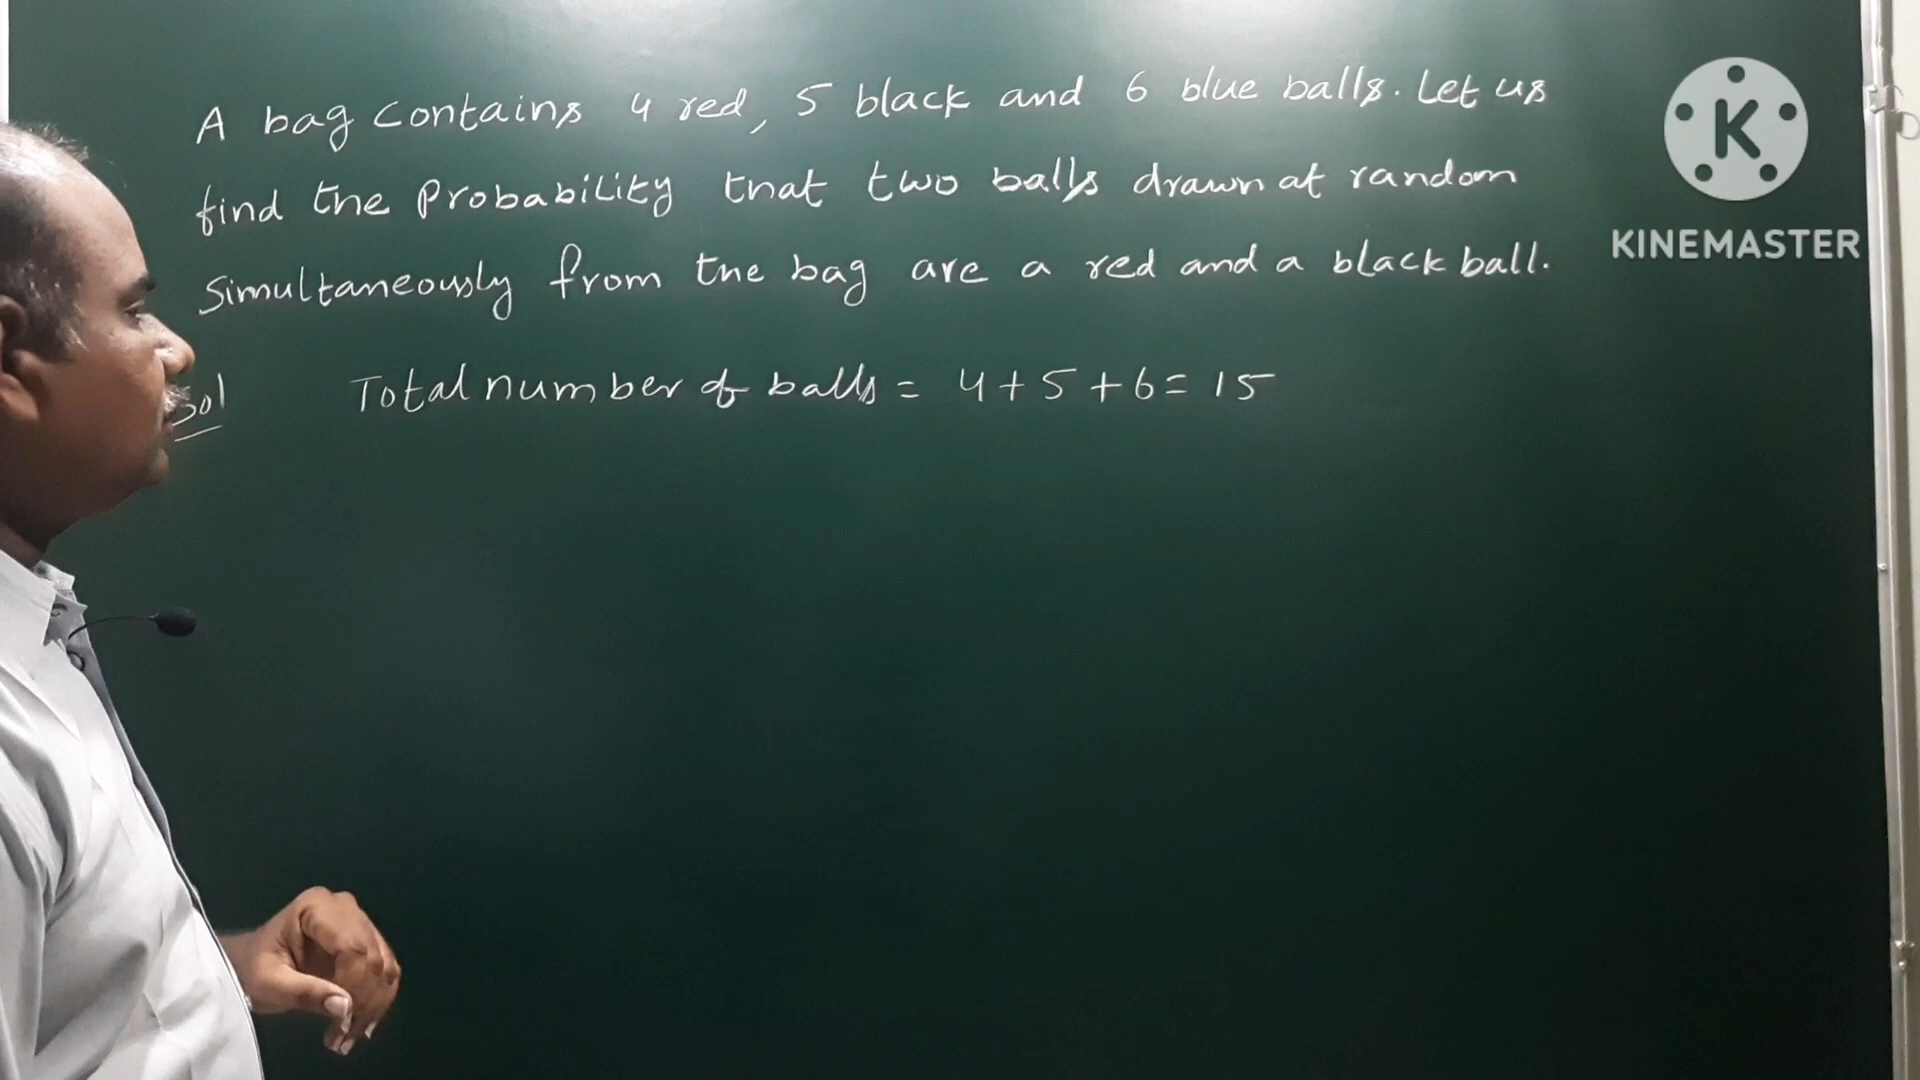 A bag contains 4 red, 5 black and 6 blue balls. Let us
find the probability that two balls drawn at random
simultaneously from the bag are a red and a black ball.
Sol Total number of balls = 4+5+6=15
K
KINEMASTER